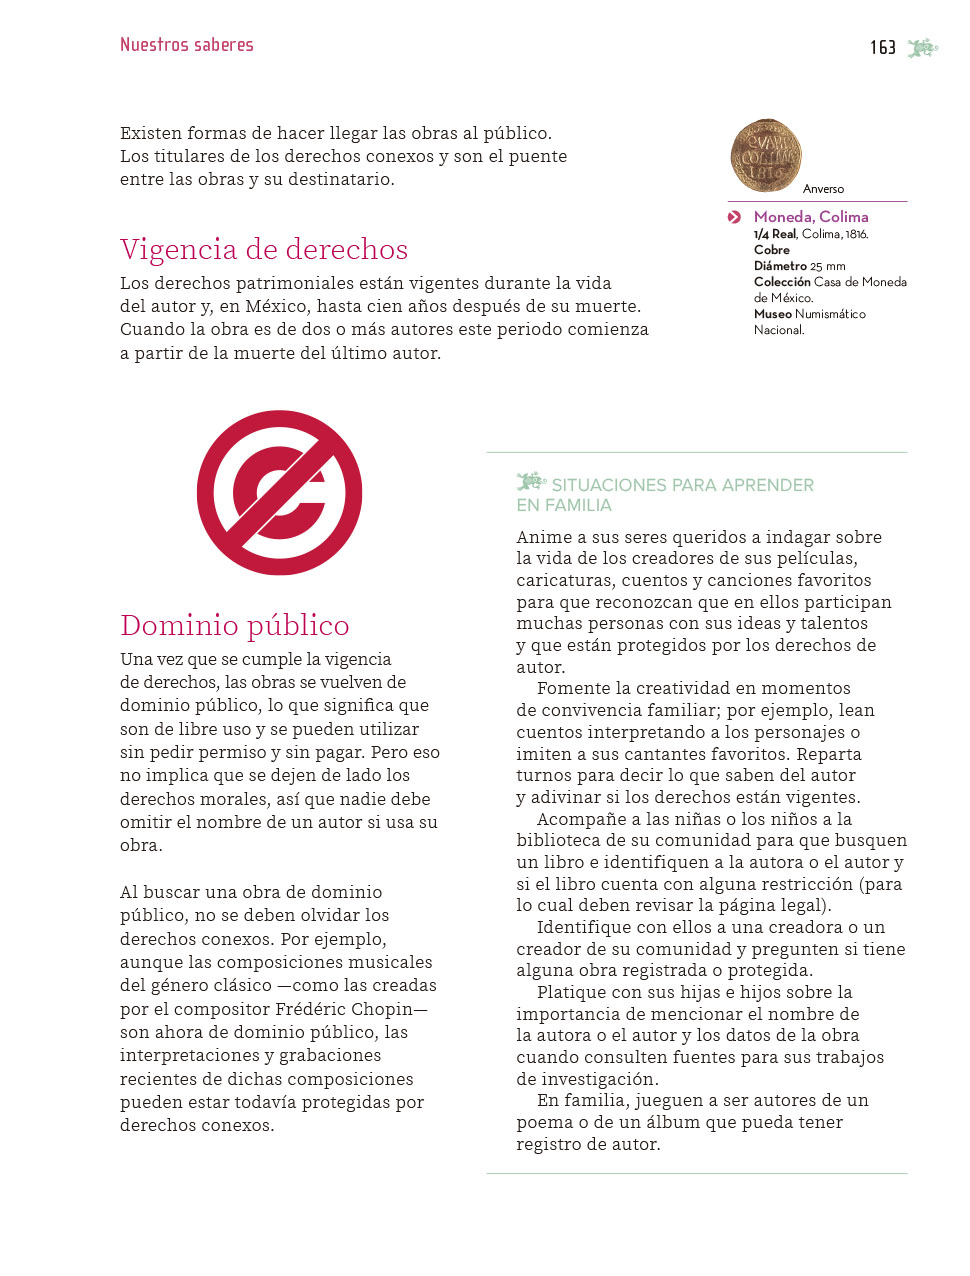 Nuestros saberes
163
Existen formas de hacer llegar las obras al público.
Los titulares de los derechos conexos y son el puente
entre las obras y su destinatario.
QVAVI
COLIMA
1816
Anverso
Moneda, Colima
1/4 Real, Colima, 1816.
Cobre
Diámetro 25 mm
Colección Casa de Moneda
de México.
Museo Numismático
Nacional.
Vigencia de derechos
Los derechos patrimoniales están vigentes durante la vida
del autor y, en México, hasta cien años después de su muerte.
Cuando la obra es de dos o más autores este periodo comienza
a partir de la muerte del último autor.
Dominio público
Una vez que se cumple la vigencia
de derechos, las obras se vuelven de
dominio público, lo que significa que
son de libre uso y se pueden utilizar
sin pedir permiso y sin pagar. Pero eso
no implica que se dejen de lado los
derechos morales, así que nadie debe
omitir el nombre de un autor si usa su
obra.
Al buscar una obra de dominio
público, no se deben olvidar los
derechos conexos. Por ejemplo,
aunque las composiciones musicales
del género clásico —como las creadas
por el compositor Frédéric Chopin—
son ahora de dominio público, las
interpretaciones y grabaciones
recientes de dichas composiciones
pueden estar todavía protegidas por
derechos conexos.
SITUACIONES PARA APRENDER
EN FAMILIA
Anime a sus seres queridos a indagar sobre
la vida de los creadores de sus películas,
caricaturas, cuentos y canciones favoritos
para que reconozcan que en ellos participan
muchas personas con sus ideas y talentos
y que están protegidos por los derechos de
autor.
Fomente la creatividad en momentos
de convivencia familiar; por ejemplo, lean
cuentos interpretando a los personajes o
imiten a sus cantantes favoritos. Reparta
turnos para decir lo que saben del autor
y adivinar si los derechos están vigentes.
Acompañe a las niñas o los niños a la
biblioteca de su comunidad para que busquen
un libro e identifiquen a la autora o el autor y
si el libro cuenta con alguna restricción (para
lo cual deben revisar la página legal).
Identifique con ellos a una creadora o un
creador de su comunidad y pregunten si tiene
alguna obra registrada o protegida.
Platique con sus hijas e hijos sobre la
importancia de mencionar el nombre de
la autora o el autor y los datos de la obra
cuando consulten fuentes para sus trabajos
de investigación.
En familia, jueguen a ser autores de un
poema o de un álbum que pueda tener
registro de autor.